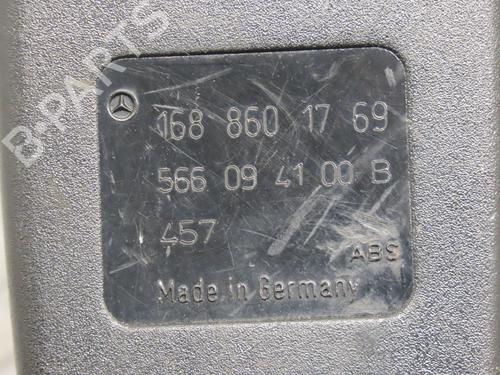 B-PARTS
168 860 17 69
566 09 41 00 B
457
ABS
Made in Germany